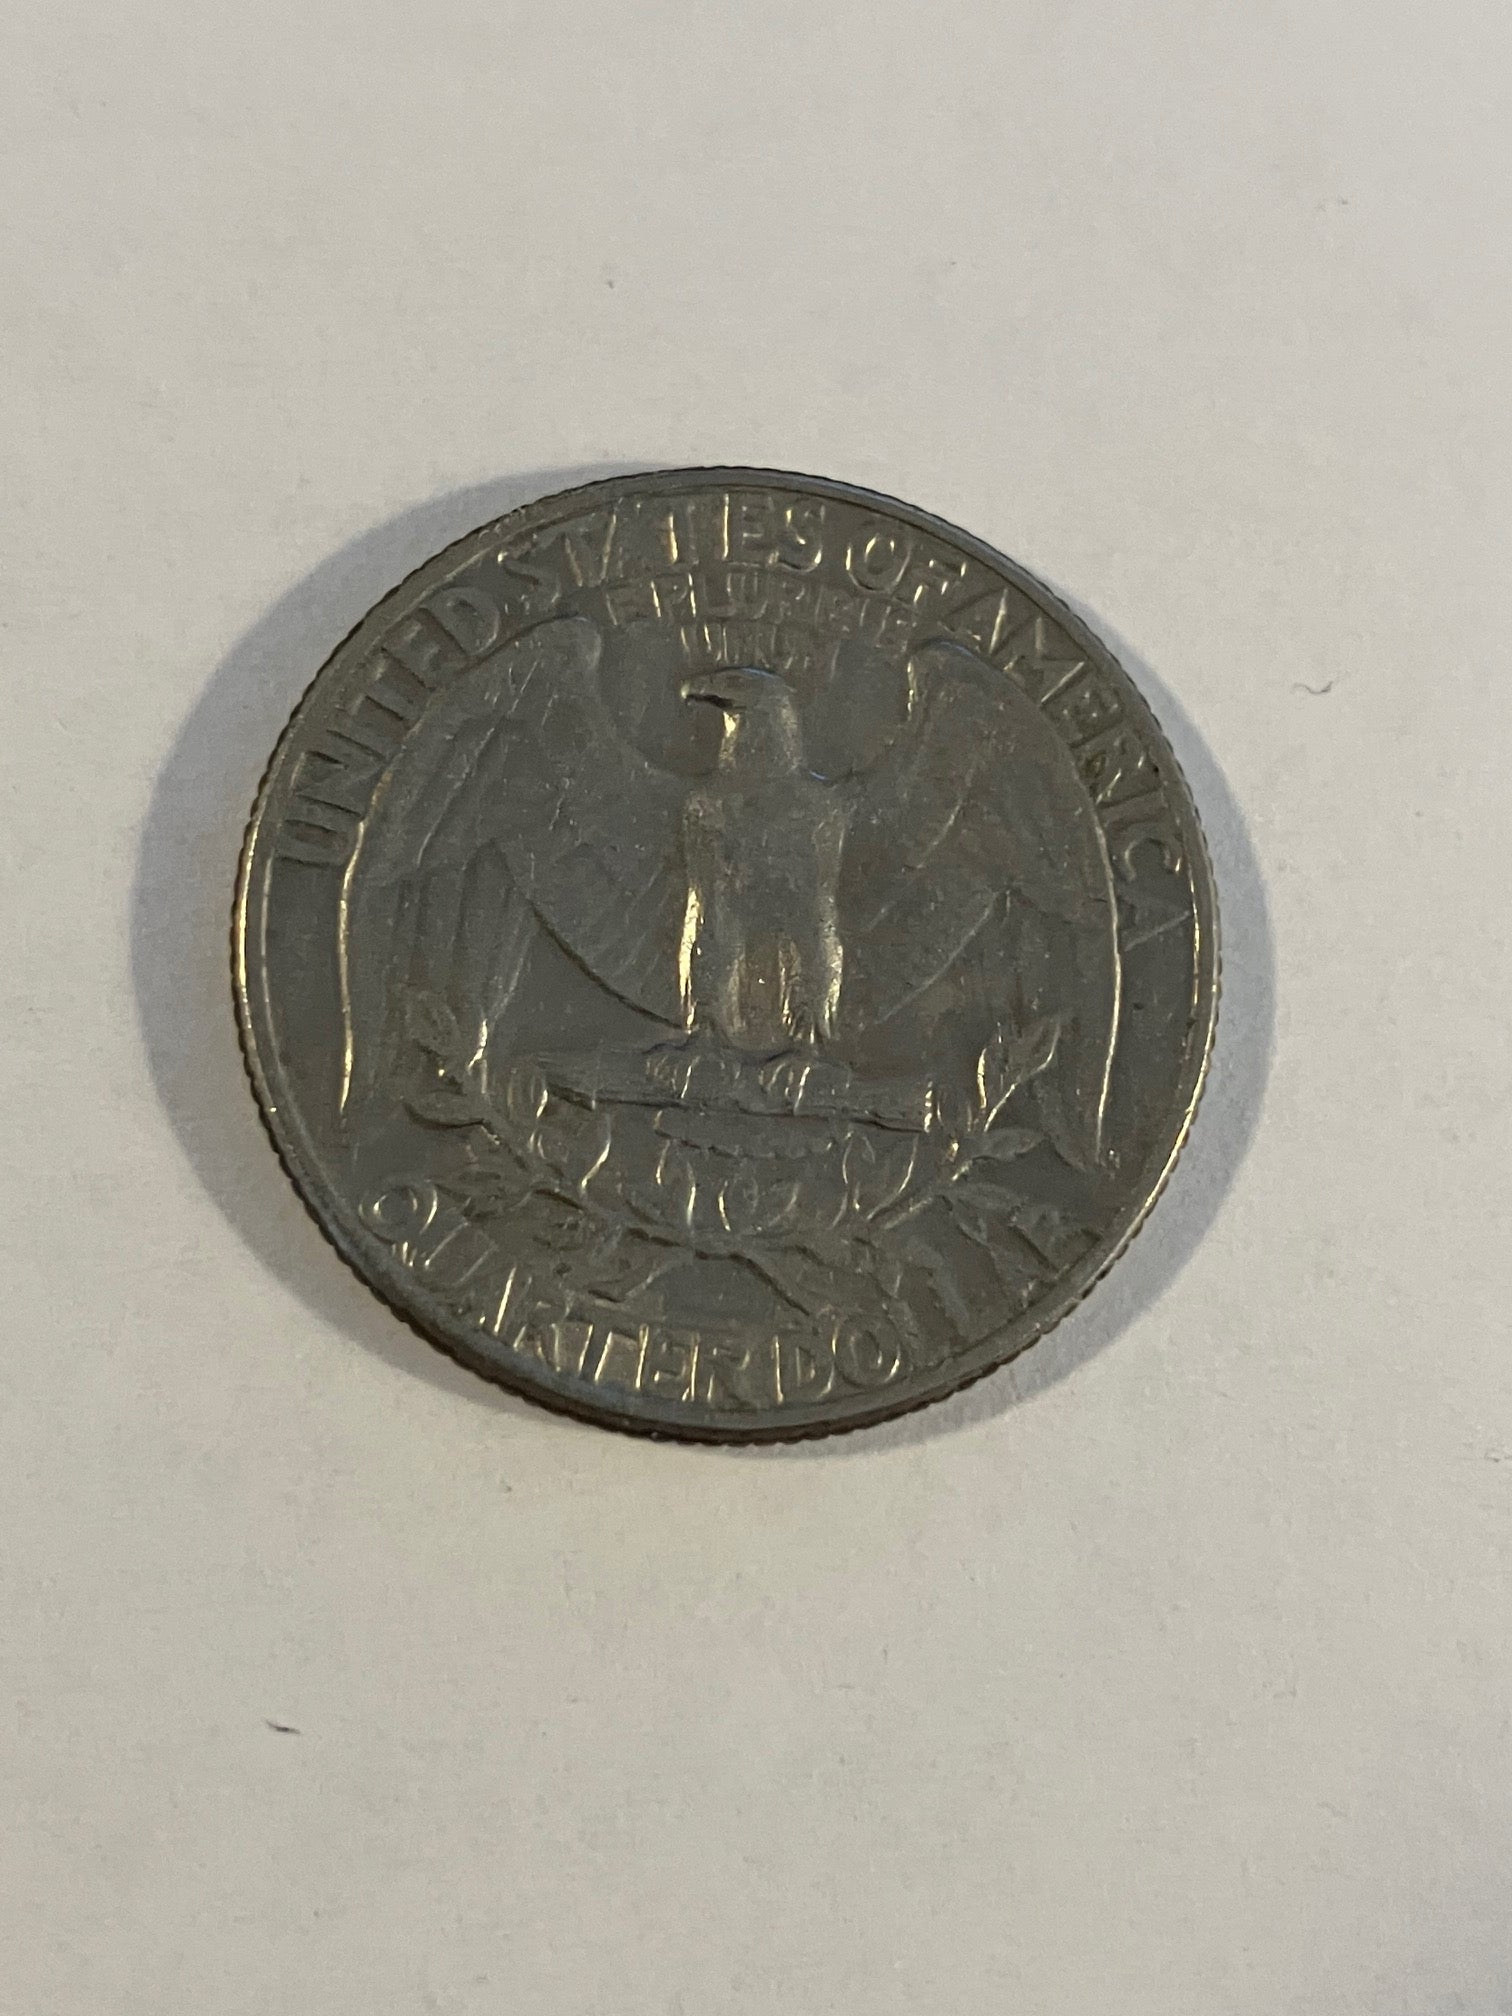 UNITED STATES OF AMERICA
E PLURIBUS
UNUM
QUARTER DOLLAR